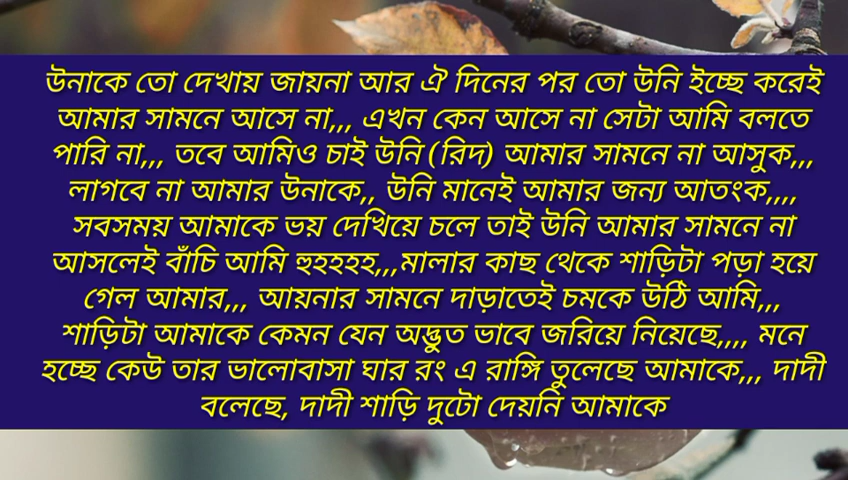 উনাকে তো দেখায় জায়না আর ঐ দিনের পর তো উনি ইচ্ছে করেই
আমার সামনে আসে না,,, এখন কেন আসে না সেটা আমি বলতে
পারি না,,, তবে আমিও চাই উনি (রিদ) আমার সামনে না আসুক,,,
লাগবে না আমার উনাকে,, উনি মানেই আমার জন্য আতংক,,,,
সবসময় আমাকে ভয় দেখিয়ে চলে তাই উনি আমার সামনে না
আসলেই বাঁচি আমি হুহহহহ,,,মালার কাছ থেকে শাড়িটা পড়া হয়ে
গেল আমার,,, আয়নার সামনে দাড়াতেই চমকে উঠি আমি,,,
শাড়িটা আমাকে কেমন যেন অদ্ভুত ভাবে জরিয়ে নিয়েছে,,,, মনে
হচ্ছে কেউ তার ভালোবাসা ঘার রং এ রাঙ্গি তুলেছে আমাকে,,, দাদী
বলেছে, দাদী শাড়ি দুটো দেয়নি আমাকে